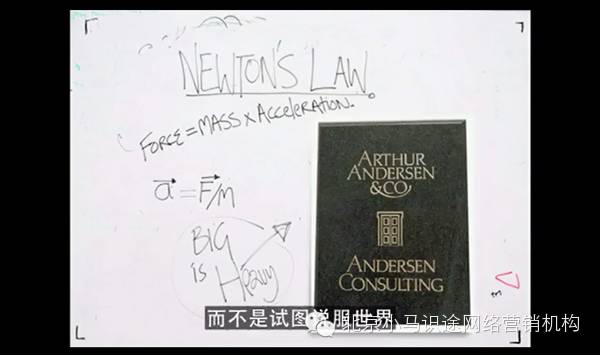 NEWTON'S LAW.
FORCE = MASS x AcceleRATION.
a = F/m
BIG
is Heavy
ARTHUR
ANDERSEN
& CO
ANDERSEN
CONSULTING
而不是试图说服世界
北京小马识途网络营销机构